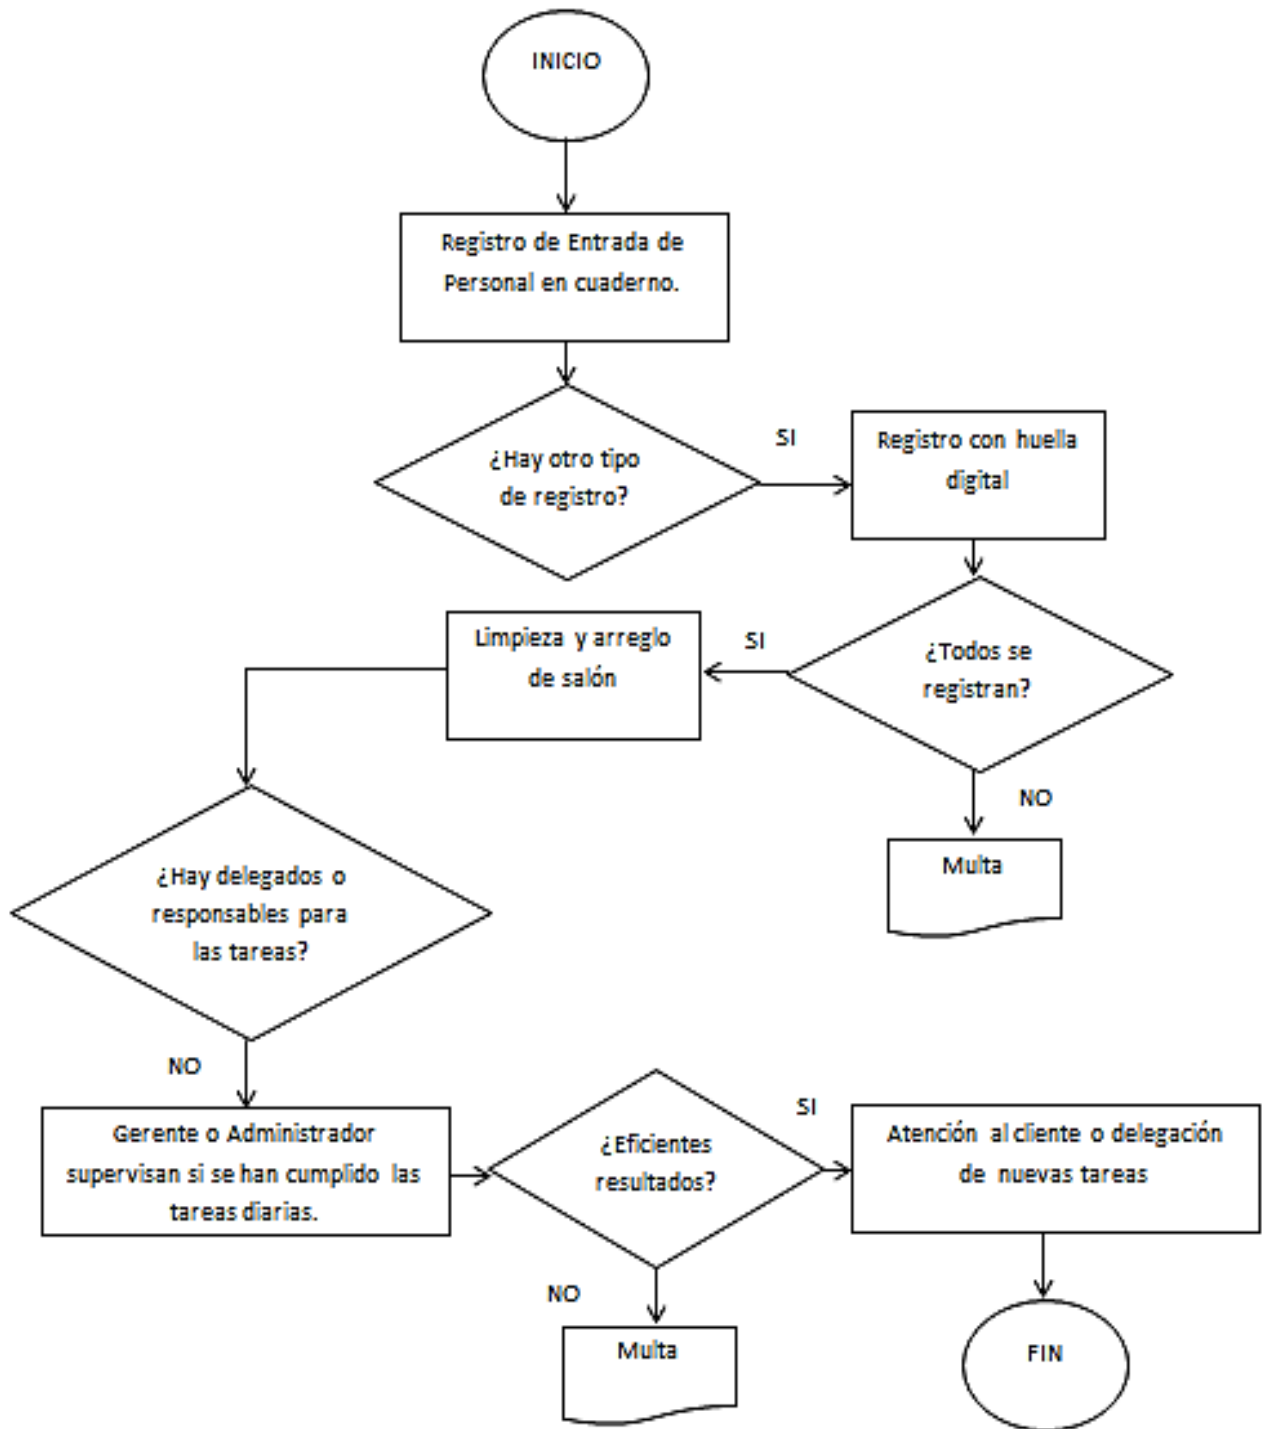 INICIO
Registro de Entrada de
Personal en cuaderno.
¿Hay otro tipo
de registro?
SI
Registro con huella
digital
Limpieza y arreglo
de salón
SI
¿Todos se
registran?
NO
Multa
¿Hay delegados o
responsables para
las tareas?
NO
Gerente o Administrador
supervisan si se han cumplido las
tareas diarias.
¿Eficientes
resultados?
SI
Atención al cliente o delegación
de nuevas tareas
NO
Multa
FIN